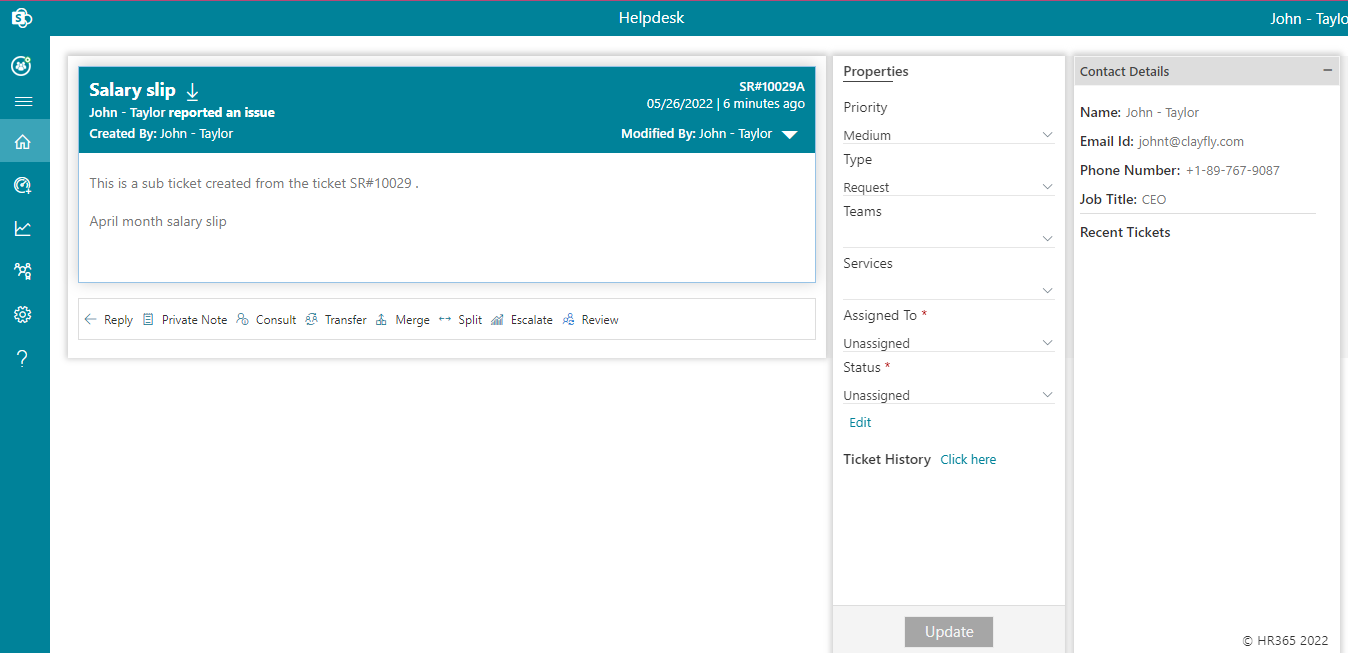 Helpdesk
John - Taylo
Salary slip
SR#10029A
John - Taylor reported an issue
05/26/2022 | 6 minutes ago
Created By: John - Taylor
Modified By: John - Taylor
This is a sub ticket created from the ticket SR#10029 .
April month salary slip
Reply Private Note Consult Transfer Merge Split Escalate Review
Properties
Priority
Medium
Type
Request
Teams
Services
Assigned To *
Unassigned
Status *
Unassigned
Edit
Ticket History Click here
Update
Contact Details
Name: John - Taylor
Email Id: johnt@clayfly.com
Phone Number: +1-89-767-9087
Job Title: CEO
Recent Tickets
© HR365 2022